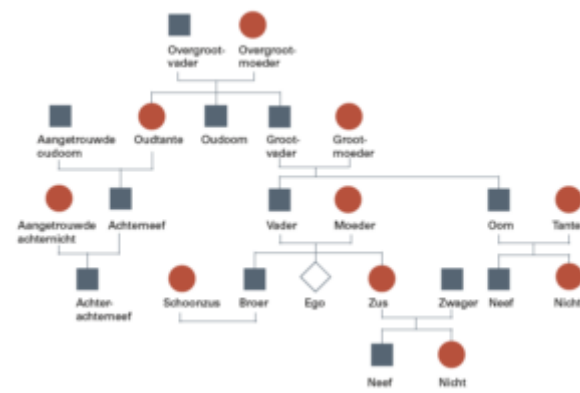 Overgroot-
vader
Overgroot-
moeder
Aangetrouwde
oudoom
Oudtante
Oudoom
Groot-
vader
Groot-
moeder
Aangetrouwde
achternicht
Achterneef
Vader
Moeder
Oom
Tante
Achter-
achterneef
Schoonzus
Broer
Ego
Zus
Zwager
Neef
Nicht
Neef
Nicht